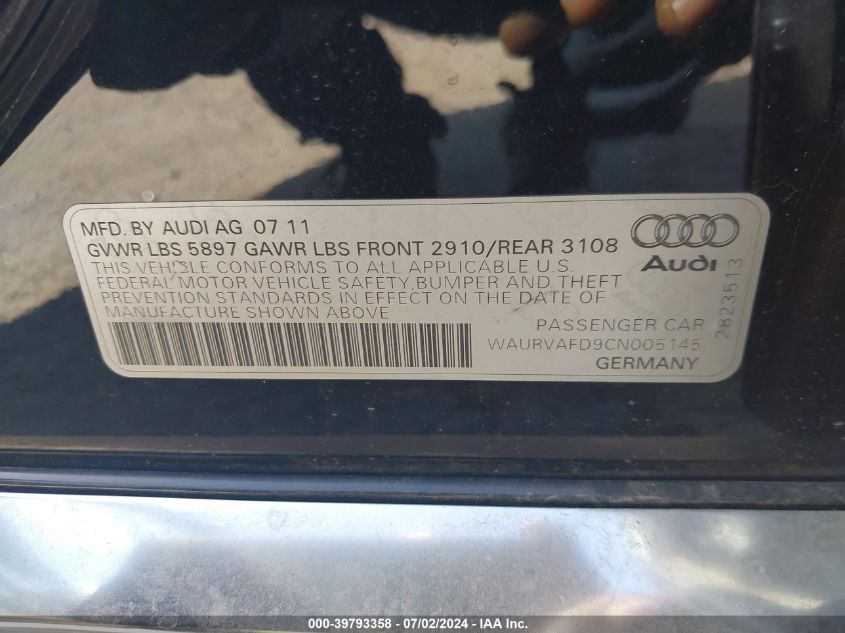 MFD. BY AUDI AG 07 11
GVWR LBS 5897 GAWR LBS FRONT 2910/REAR 3108
THIS VEHICLE CONFORMS TO ALL APPLICABLE U.S.
FEDERAL MOTOR VEHICLE SAFETY, BUMPER AND THEFT
PREVENTION STANDARDS IN EFFECT ON THE DATE OF
MANUFACTURE SHOWN ABOVE
Audi
2823513
PASSENGER CAR
WAURVAFD9CN005145
GERMANY
000-39793358 - 07/02/2024 - IAA Inc.